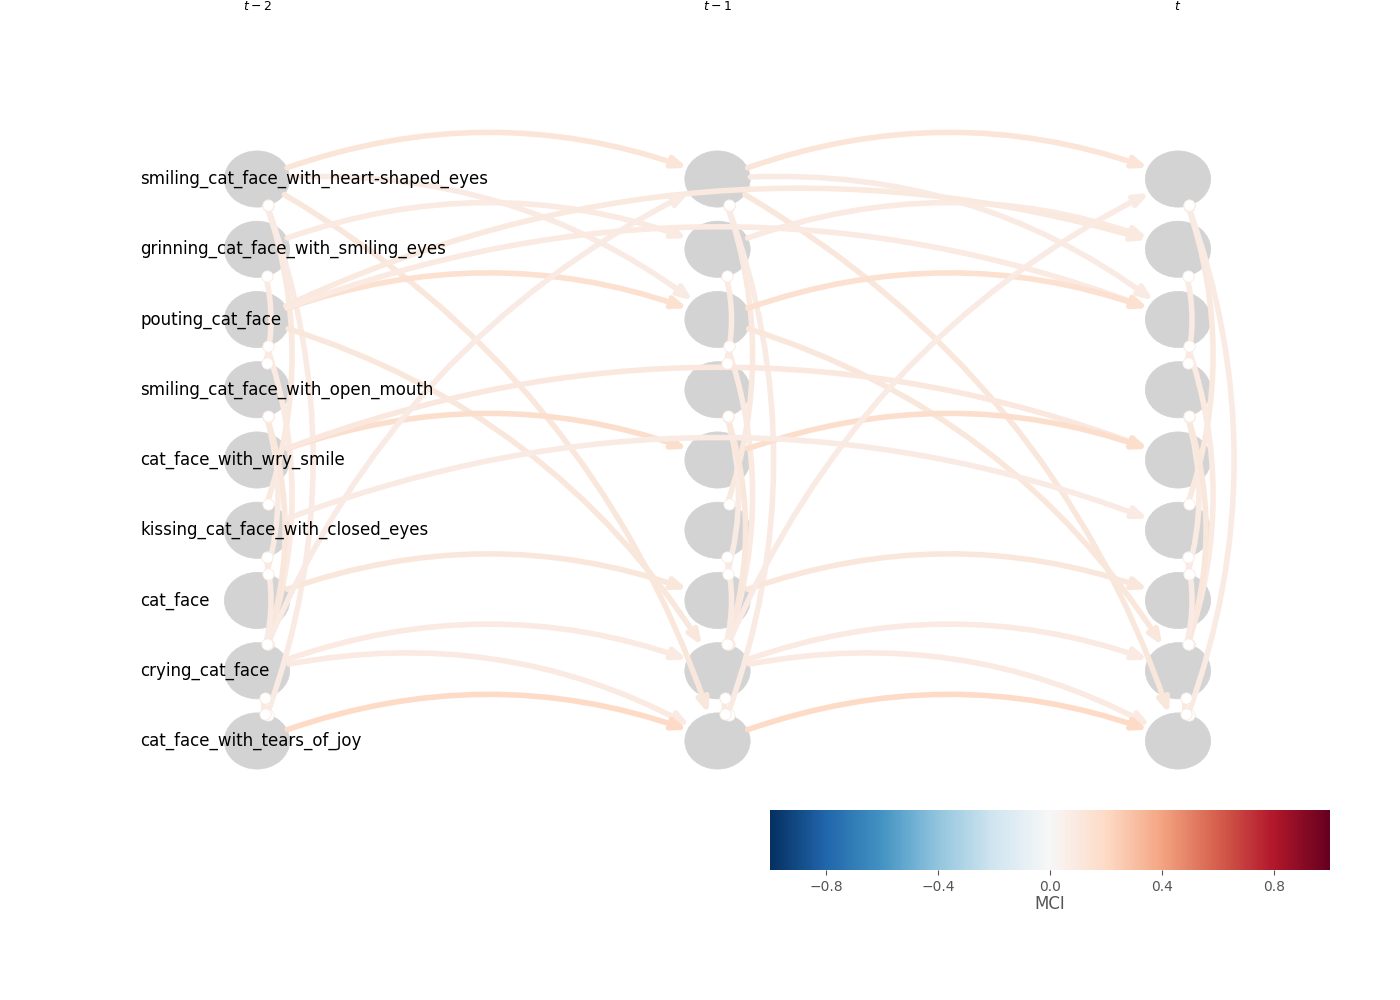 t − 2 t − 1 t
smiling_cat_face_with_heart-shaped_eyes
grinning_cat_face_with_smiling_eyes
pouting_cat_face
smiling_cat_face_with_open_mouth
cat_face_with_wry_smile
kissing_cat_face_with_closed_eyes
cat_face
crying_cat_face
cat_face_with_tears_of_joy
−0.8 −0.4 0.0 0.4 0.8
MCI